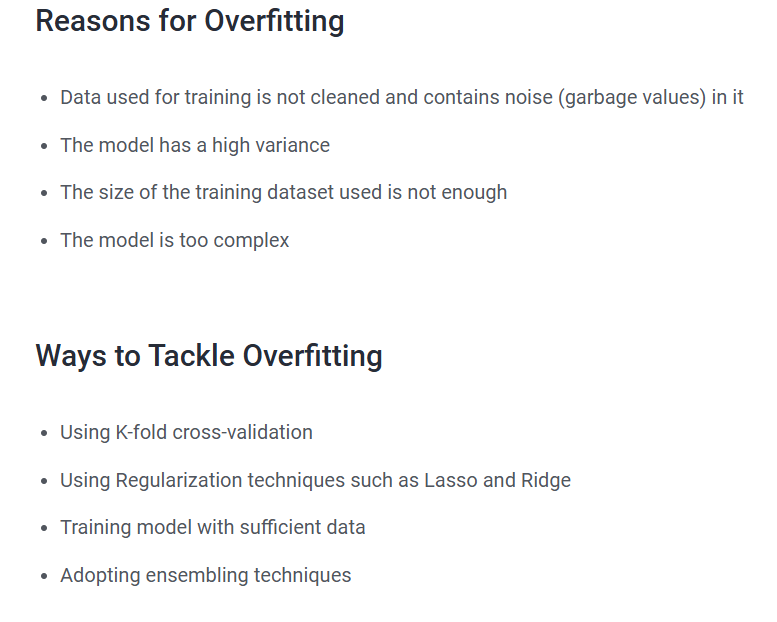 Reasons for Overfitting
• Data used for training is not cleaned and contains noise (garbage values) in it
• The model has a high variance
• The size of the training dataset used is not enough
• The model is too complex
Ways to Tackle Overfitting
• Using K-fold cross-validation
• Using Regularization techniques such as Lasso and Ridge
• Training model with sufficient data
• Adopting ensembling techniques